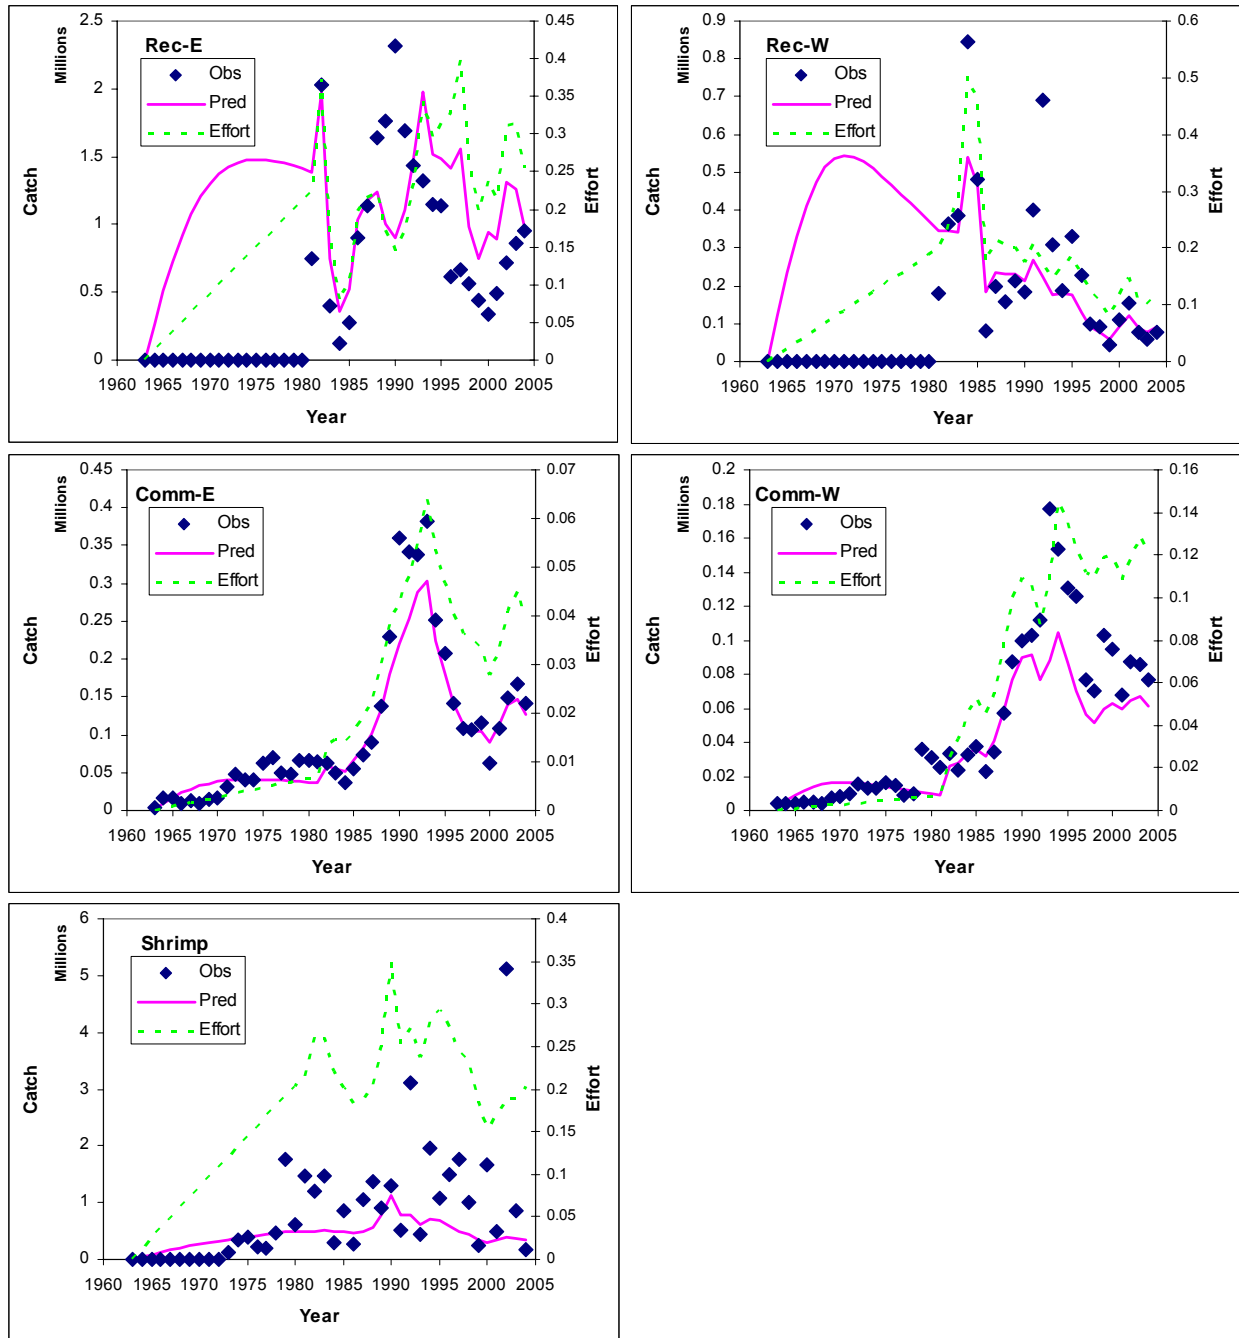 Rec-E
Millions
Catch
Effort
2.5
2
1.5
1
0.5
0
0.45
0.4
0.35
0.3
0.25
0.2
0.15
0.1
0.05
0
Obs
Pred
Effort
1960 1965 1970 1975 1980 1985 1990 1995 2000 2005
Year
Rec-W
Millions
Catch
Effort
0.9
0.8
0.7
0.6
0.5
0.4
0.3
0.2
0.1
0
0.6
0.5
0.4
0.3
0.2
0.1
0
Obs
Pred
Effort
1960 1965 1970 1975 1980 1985 1990 1995 2000 2005
Year
Comm-E
Millions
Catch
Effort
0.45
0.4
0.35
0.3
0.25
0.2
0.15
0.1
0.05
0
0.07
0.06
0.05
0.04
0.03
0.02
0.01
0
Obs
Pred
Effort
1960 1965 1970 1975 1980 1985 1990 1995 2000 2005
Year
Comm-W
Millions
Catch
Effort
0.2
0.18
0.16
0.14
0.12
0.1
0.08
0.06
0.04
0.02
0
0.16
0.14
0.12
0.1
0.08
0.06
0.04
0.02
0
Obs
Pred
Effort
1960 1965 1970 1975 1980 1985 1990 1995 2000 2005
Year
Shrimp
Millions
Catch
Effort
6
5
4
3
2
1
0
0.4
0.35
0.3
0.25
0.2
0.15
0.1
0.05
0
Obs
Pred
Effort
1960 1965 1970 1975 1980 1985 1990 1995 2000 2005
Year